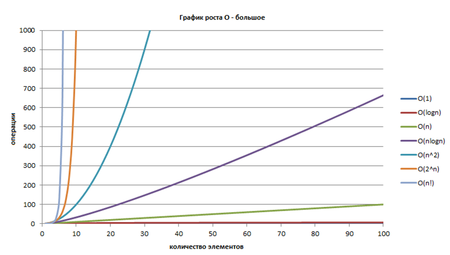 График роста О - большое
1000
900
800
700
600
500
400
300
200
100
0
операции
0 10 20 30 40 50 60 70 80 90 100
количество элементов
O(1)
O(logn)
O(n)
O(nlogn)
O(n^2)
O(2^n)
O(n!)